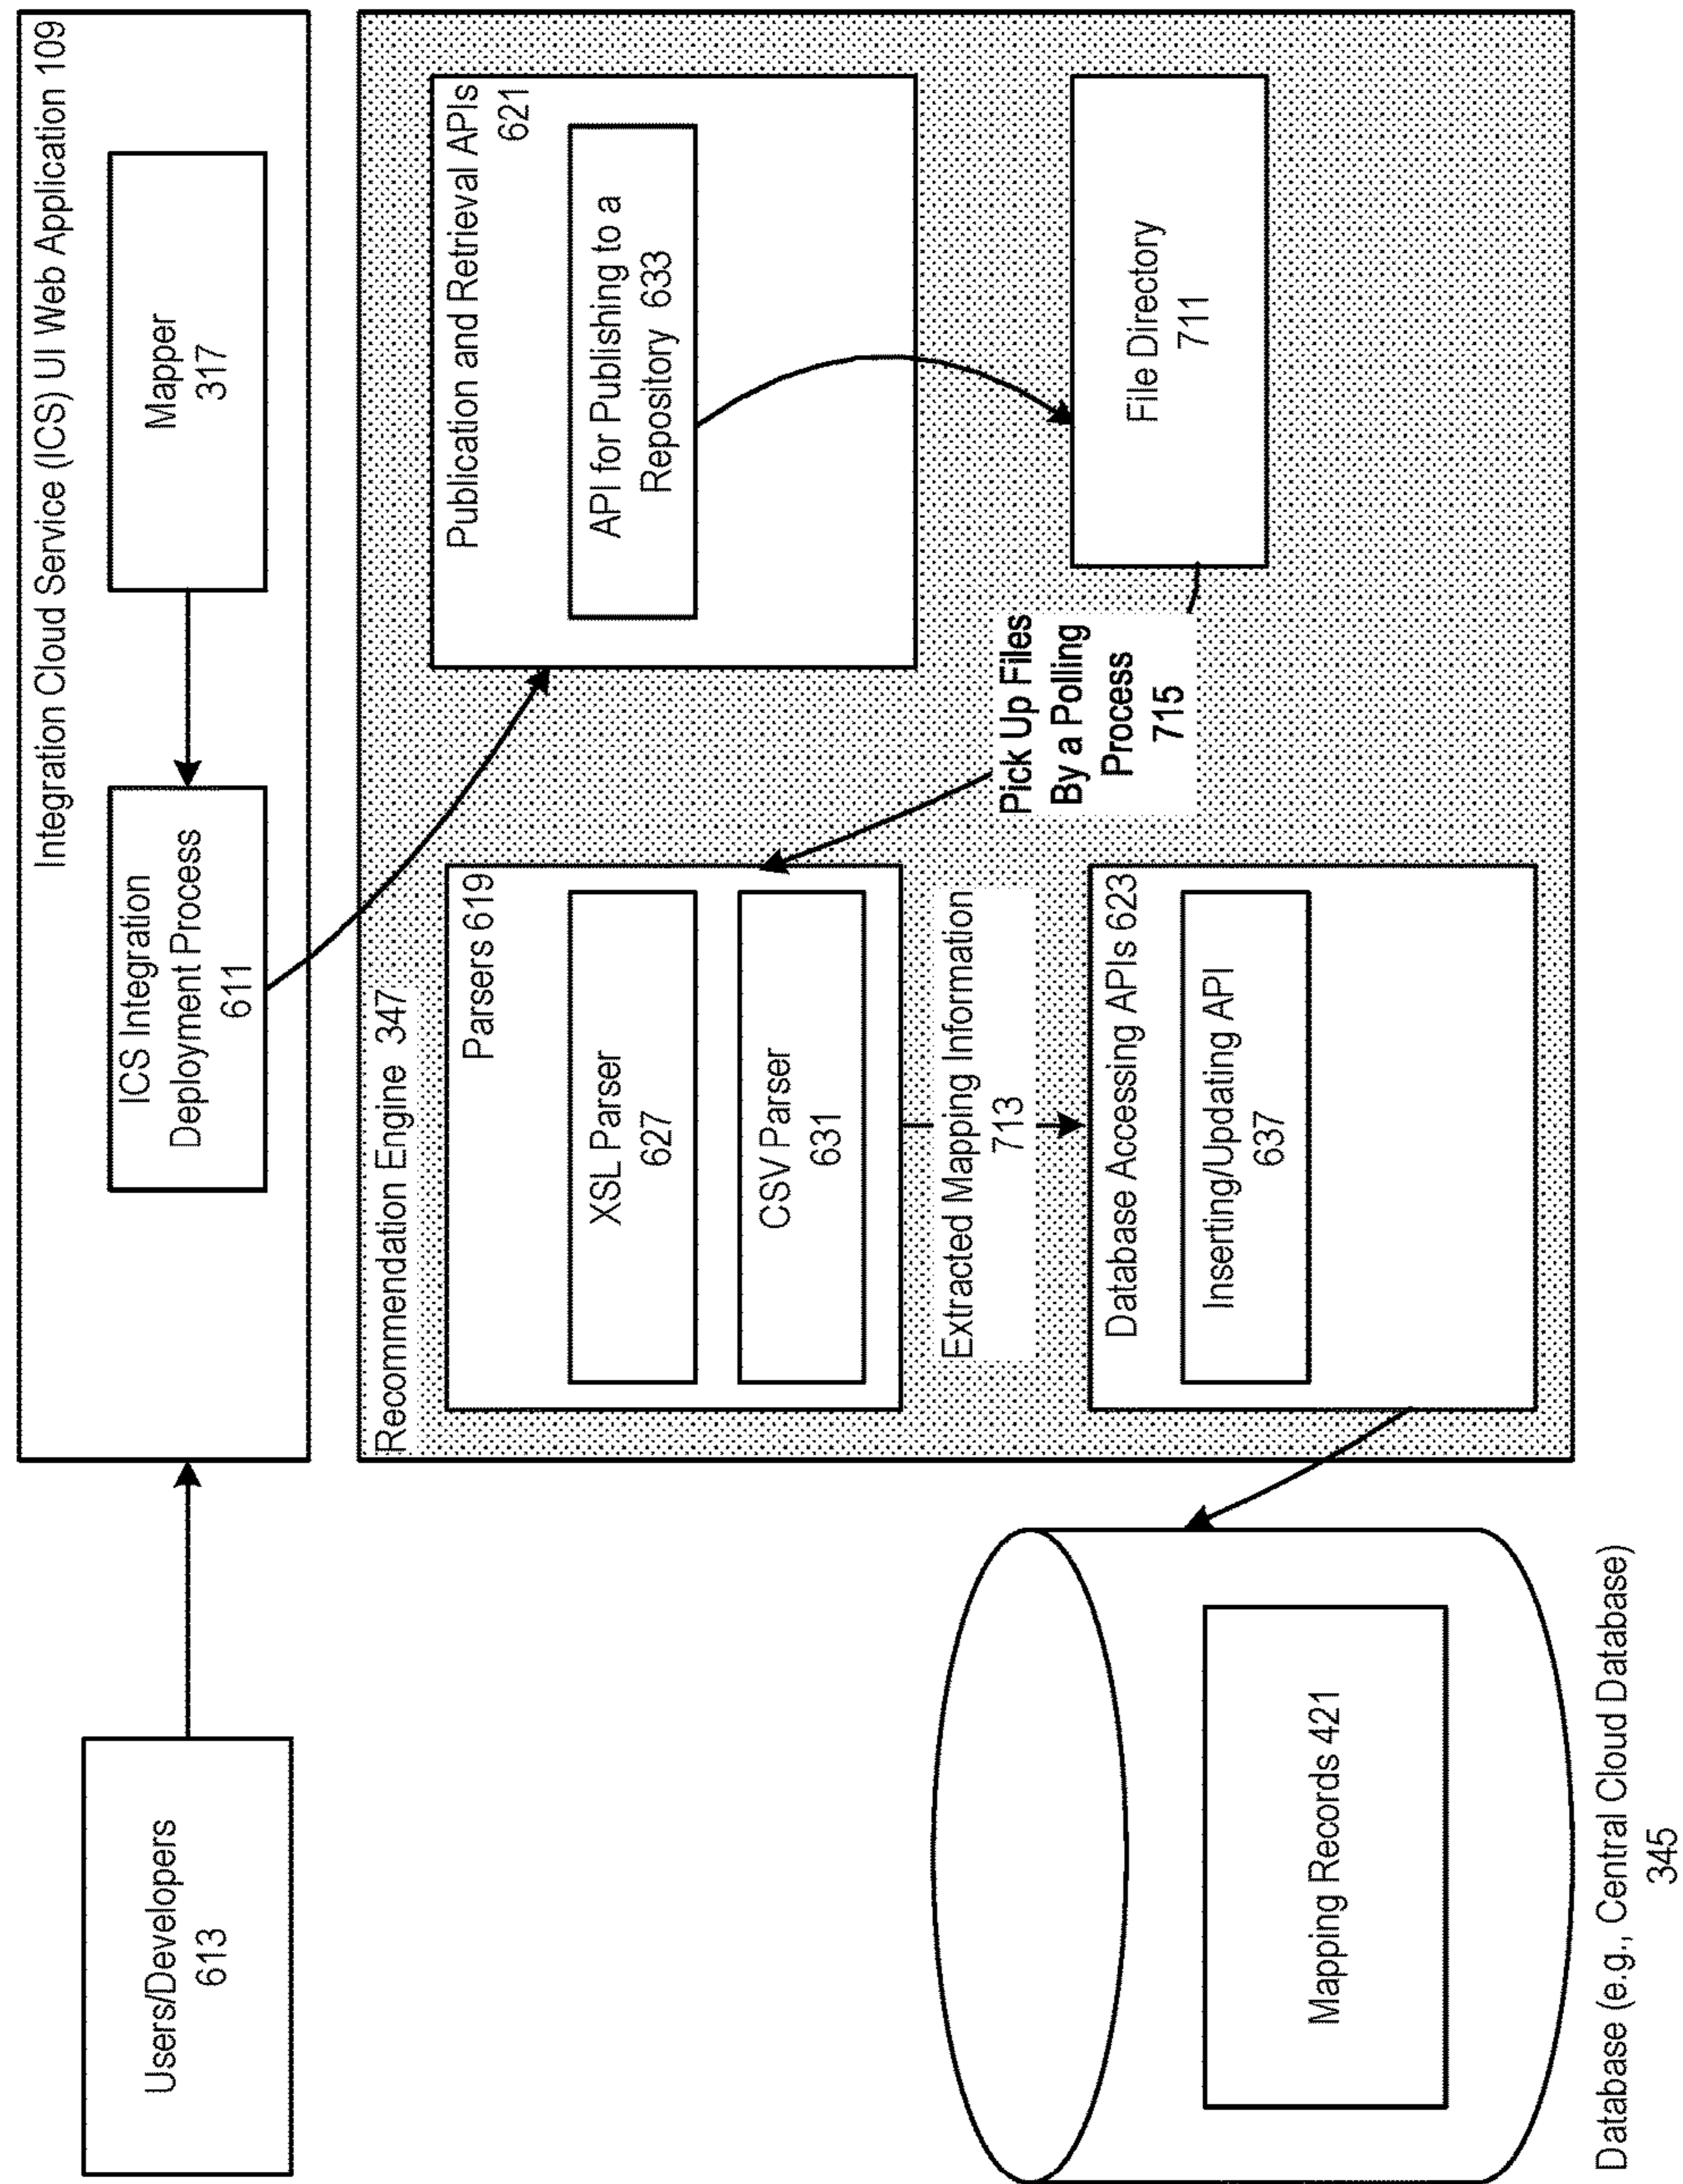 Integration Cloud Service (ICS) UI Web Application 109
Users/Developers
613
ICS Integration
Deployment Process
611
Mapper
317
Recommendation Engine 347
Parsers 619
XSL Parser
627
CSV Parser
631
Publication and Retrieval APIs
621
API for Publishing to a
Repository 633
Extracted Mapping Information
713
Pick Up Files
By a Polling
Process
715
File Directory
711
Database Accessing APIs 623
Inserting/Updating API
637
Mapping Records 421
Database (e.g., Central Cloud Database)
345